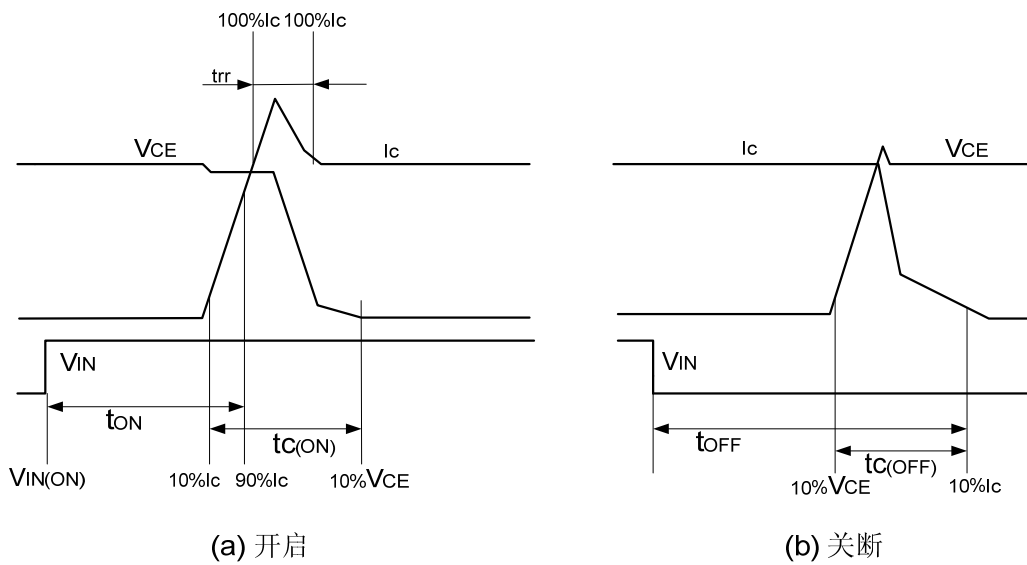 100%Ic 100%Ic
trr
VCE Ic
Ic VCE
VIN
VIN
tON
tOFF
tC(ON)
tC(OFF)
VIN(ON) 10%Ic 90%Ic 10%VCE
10%VCE 10%Ic
(a) 开启
(b) 关断